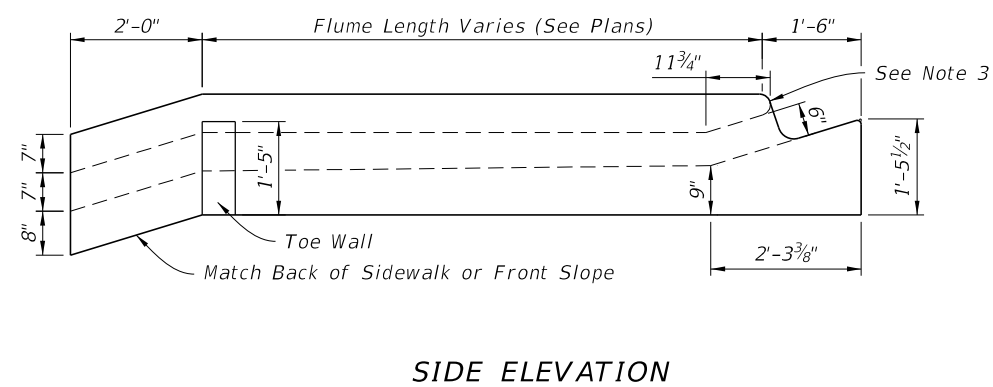 2'-0"
Flume Length Varies (See Plans)
1'-6"
11¾"
See Note 3
6"
7"
7"
8"
1'-5"
9"
1'-5½"
Toe Wall
Match Back of Sidewalk or Front Slope
2'-3⅜"
SIDE ELEVATION